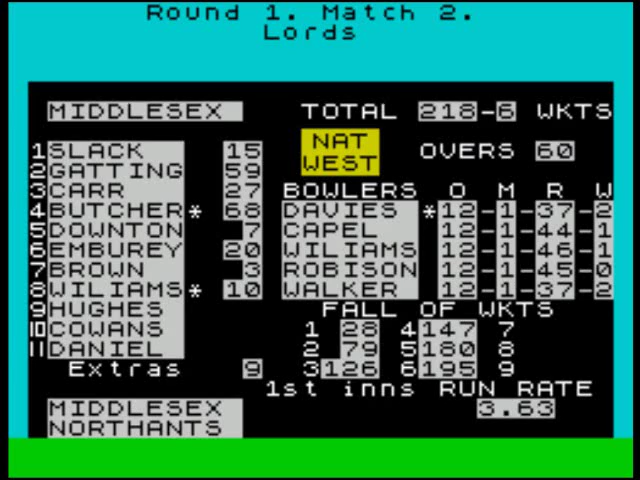 Round 1. Match 2.
Lords
MIDDLESEX TOTAL 218-6 WKTS
NAT WEST
OVERS 60
1 SLACK 15
2 GATTING 59
3 CARR 27
4 BUTCHER * 68
5 DOWNTON 7
6 EMBUREY 20
7 BROWN 3
8 WILIAMS * 10
9 HUGHES
10 COWANS
11 DANIEL
Extras 9
BOWLERS O M R W
DAVIES *12-1-37-2
CAPEL 12-1-44-1
WILIAMS 12-1-46-1
ROBISON 12-1-45-0
WALKER 12-1-37-2
FALL OF WKTS
1 28 4 147 7
2 79 5 180 8
3 126 6 195 9
1st inns RUN RATE
3.63
MIDDLESEX
NORTHANTS